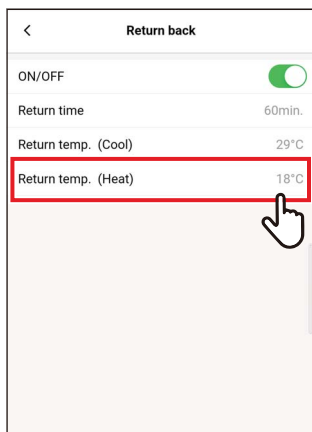 Return back
ON/OFF
Return time 60min.
Return temp. (Cool) 29°C
Return temp. (Heat) 18°C